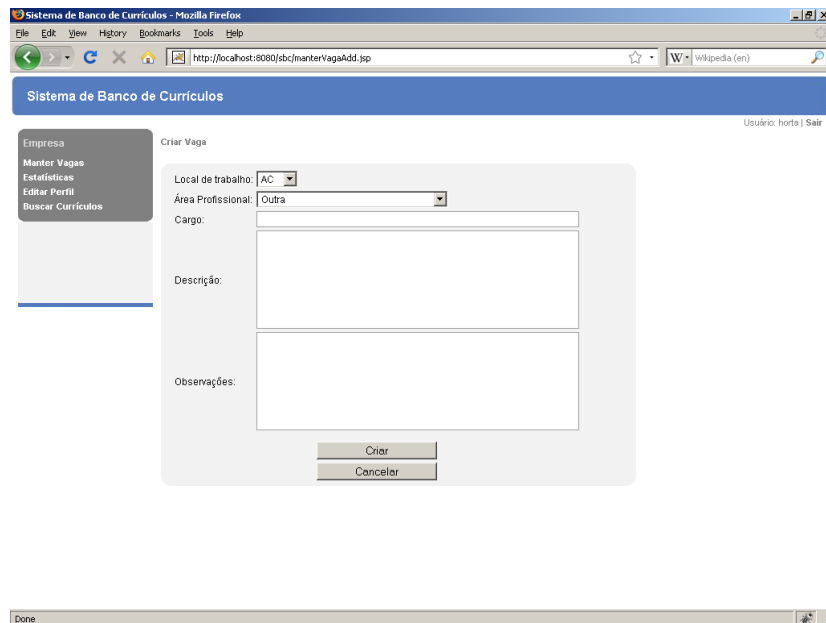 Sistema de Banco de Currículos - Mozilla Firefox
File Edit View History Bookmarks Tools Help
http://localhost:8080/sbc/manterVagaAdd.jsp
W Wikipedia (en)
Sistema de Banco de Currículos
Usuário: horta | Sair
Empresa
Manter Vagas
Estatísticas
Editar Perfil
Buscar Currículos
Criar Vaga
Local de trabalho: AC
Área Profissional: Outra
Cargo:
Descrição:
Observações:
Criar
Cancelar
Done